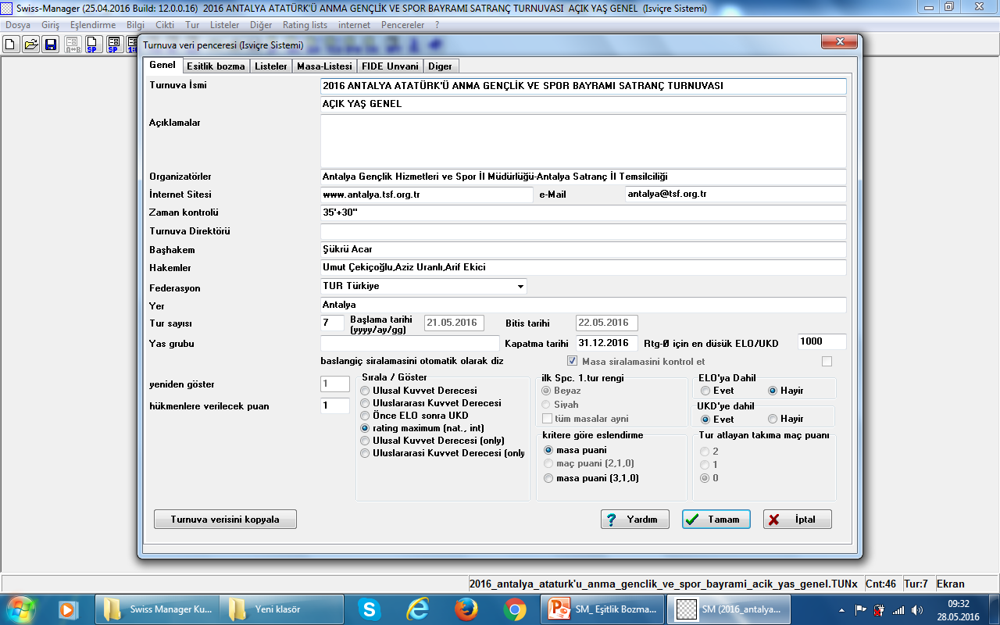 Swiss-Manager (25.04.2016 Build: 12.0.0.16)  2016 ANTALYA ATATÜRK'Ü ANMA GENÇLİK VE SPOR BAYRAMI SATRANÇ TURNUVASI  AÇIK YAŞ GENEL  (Isviçre Sistemi)
Dosya Giriş Eşlendirme Bilgi Cikti Tur Listeler Diğer Rating lists internet Pencereler ?
Turnuva veri penceresi (Isviçre Sistemi)
Genel Esitlik bozma Listeler Masa-Listesi FIDE Unvani Diger
Turnuva İsmi 2016 ANTALYA ATATÜRK'Ü ANMA GENÇLİK VE SPOR BAYRAMI SATRANÇ TURNUVASI
AÇIK YAŞ GENEL
Açıklamalar
Organizatörler Antalya Gençlik Hizmetleri ve Spor İl Müdürlüğü-Antalya Satranç İl Temsilciliği
İnternet Sitesi www.antalya.tsf.org.tr e-Mail antalya@tsf.org.tr
Zaman kontrolü 35'+30''
Turnuva Direktörü
Başhakem Şükrü Acar
Hakemler Umut Çekiçoğlu,Aziz Uranlı,Arif Ekici
Federasyon TUR Türkiye
Yer Antalya
Tur sayısı 7 Başlama tarihi (yyyy/ay/gg) 21.05.2016 Bitis tarihi 22.05.2016
Yas grubu Kapatma tarihi 31.12.2016 Rtg-Ø için en düsük ELO/UKD 1000
baslangiç siralamasini otomatik olarak diz Masa siralamasini kontrol et
yeniden göster 1
hükmenlere verilecek puan 1
Sırala / Göster
Ulusal Kuvvet Derecesi
Uluslararası Kuvvet Derecesi
Önce ELO sonra UKD
rating maximum (nat., int)
Ulusal Kuvvet Derecesi (only)
Uluslararasi Kuvvet Derecesi (only
ilk Spc. 1.tur rengi
Beyaz
Siyah
tüm masalar ayni
kritere göre eslendirme
masa puani
maç puani (2,1,0)
masa puani (3,1,0)
ELO'ya Dahil
Evet Hayir
UKD'ye dahil
Evet Hayir
Tur atlayan takıma maç puanı
2
1
0
Turnuva verisini kopyala Yardım Tamam İptal
2016_antalya_ataturk'u_anma_genclik_ve_spor_bayrami_acik_yas_genel.TUNx Cnt:46 Tur:7 Ekran
Swiss Manager Ku... Yeni klasör SM_ Eşitlik Bozma... SM (2016_antalya... 09:32
28.05.2016